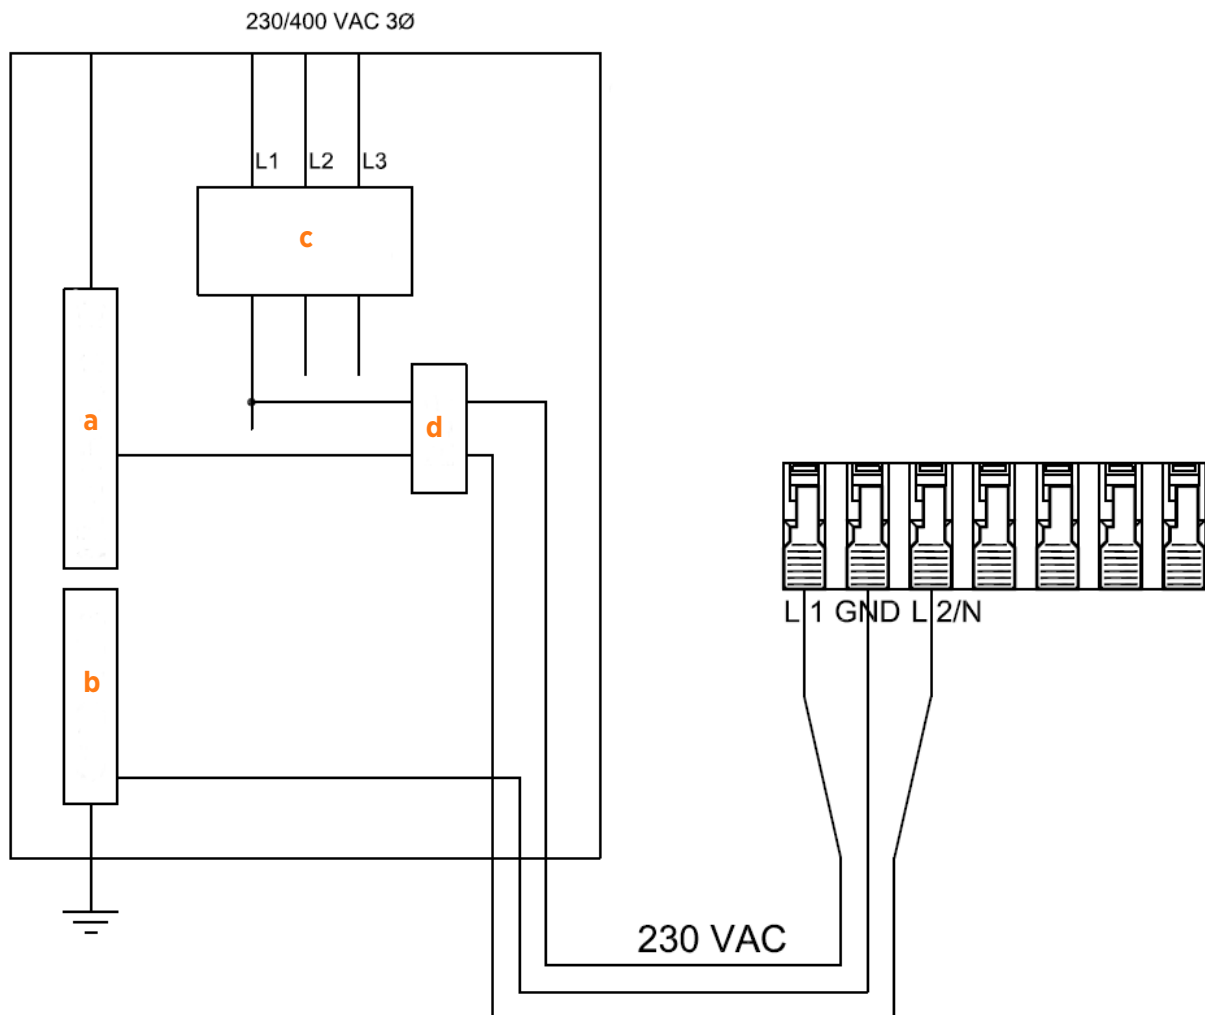 230/400 VAC 3Ø
L1 L2 L3
c
a
d
b
L 1 GND L 2/N
230 VAC